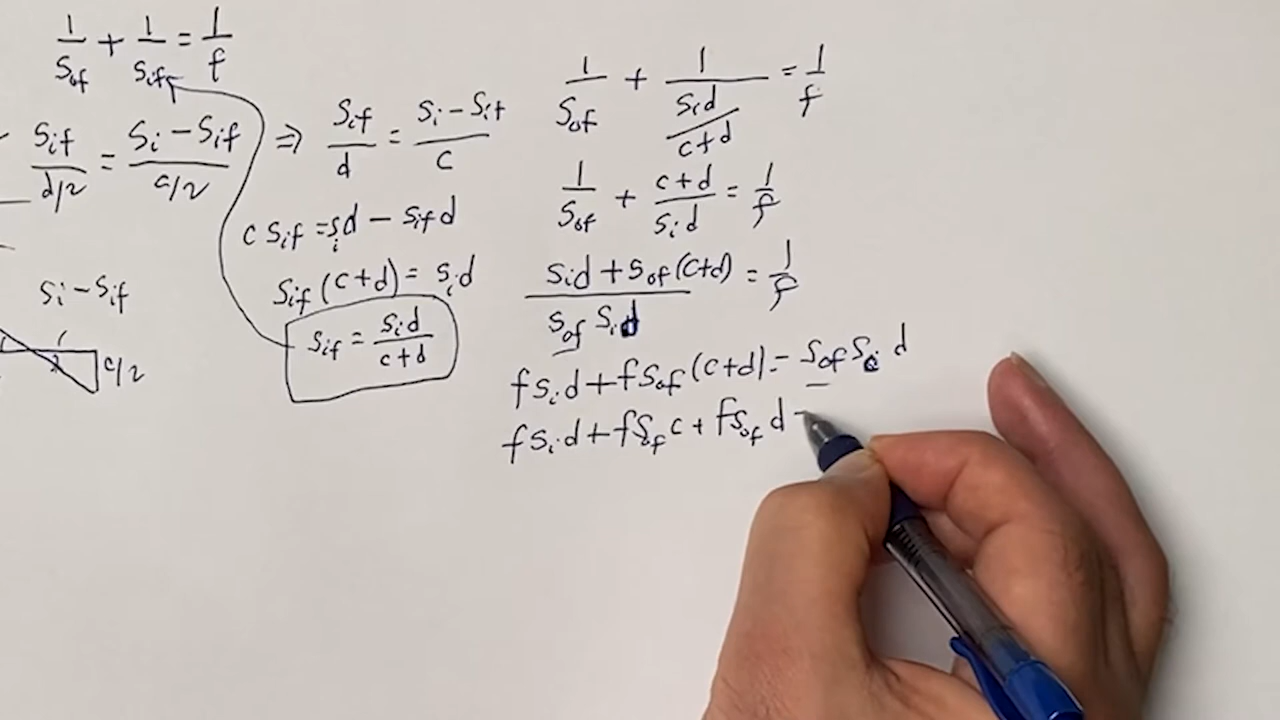 1/S_of + 1/S_if = 1/f
S_if/(d/2) = (S_i − S_if)/(c/2) ⇒ S_if/d = (S_i − S_if)/c
c S_if = S_i d − S_if d
S_if (c+d) = S_i d
S_if = S_i d/(c+d)
S_i − S_if
c/2
1/S_of + 1/(S_i d/(c+d)) = 1/f
1/S_of + (c+d)/(S_i d) = 1/f
(S_i d + S_of (c+d))/(S_of S_i d) = 1/f
f S_i d + f S_of (c+d) = S_of S_i d
f S_i d + f S_of c + f S_of d −